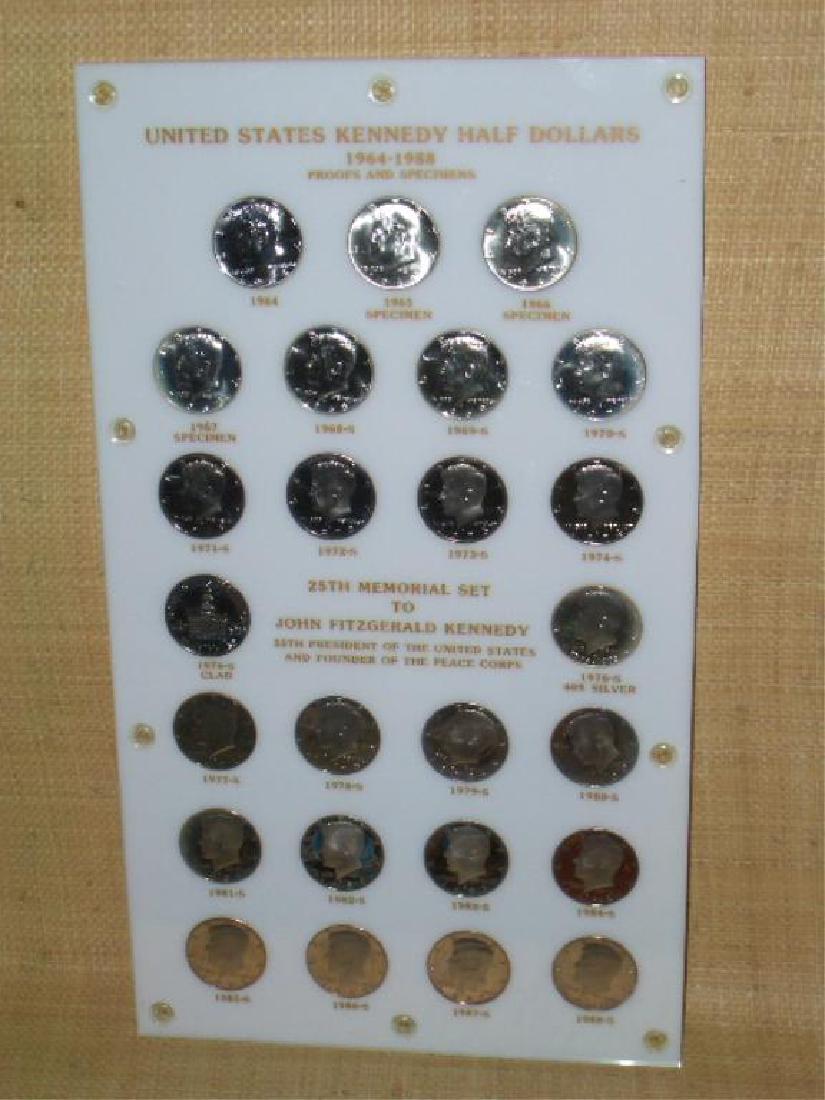 UNITED STATES KENNEDY HALF DOLLARS
1964-1988
PROOFS AND SPECIMENS
1964
1965
SPECIMEN
1966
SPECIMEN
1967
SPECIMEN
1968-S
1969-S
1970-S
1971-S
1972-S
1973-S
1974-S
25TH MEMORIAL SET
TO
JOHN FITZGERALD KENNEDY
35TH PRESIDENT OF THE UNITED STATES
AND FOUNDER OF THE PEACE CORPS
1976-S
CLAD
1976-S
40% SILVER
1977-S
1978-S
1979-S
1980-S
1981-S
1982-S
1983-S
1984-S
1985-S
1986-S
1987-S
1988-S